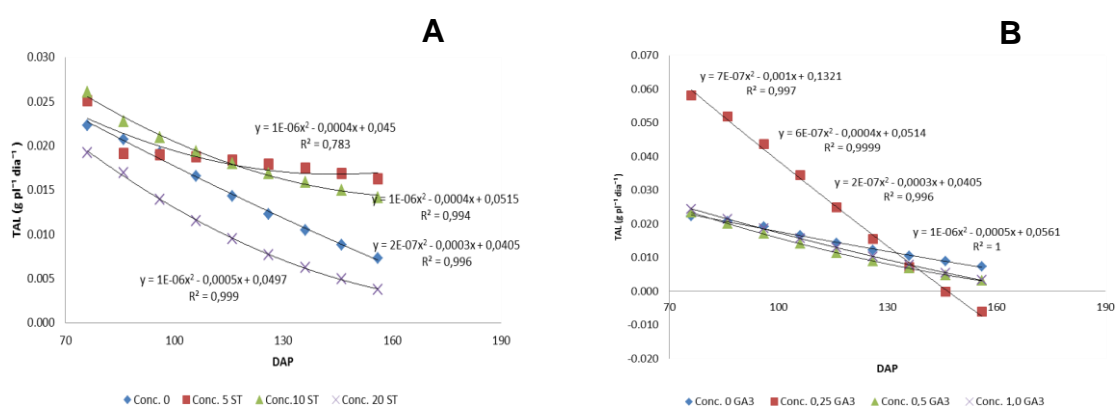 A
TAL (g pl⁻¹ dia⁻¹)
0.030
0.025
0.020
0.015
0.010
0.005
0.000
y = 1E-06x² - 0,0004x + 0,045
R² = 0,783
y = 1E-06x² - 0,0004x + 0,0515
R² = 0,994
y = 2E-07x² - 0,0003x + 0,0405
R² = 0,996
y = 1E-06x² - 0,0005x + 0,0497
R² = 0,999
70 100 130 160
DAP
Conc. 0 Conc. 5 ST Conc.10 ST Conc. 20 ST
B
TAL (g pl⁻¹ dia⁻¹)
0.070
0.060
0.050
0.040
0.030
0.020
0.010
0.000
-0.010
-0.020
y = 7E-07x² - 0,001x + 0,1321
R² = 0,997
y = 6E-07x² - 0,0004x + 0,0514
R² = 0,9999
y = 2E-07x² - 0,0003x + 0,0405
R² = 0,996
y = 1E-06x² - 0,0005x + 0,0561
R² = 1
70 100 130 160 190
DAP
Conc. 0 GA3 Conc. 0,25 GA3 Conc. 0,5 GA3 Conc. 1,0 GA3